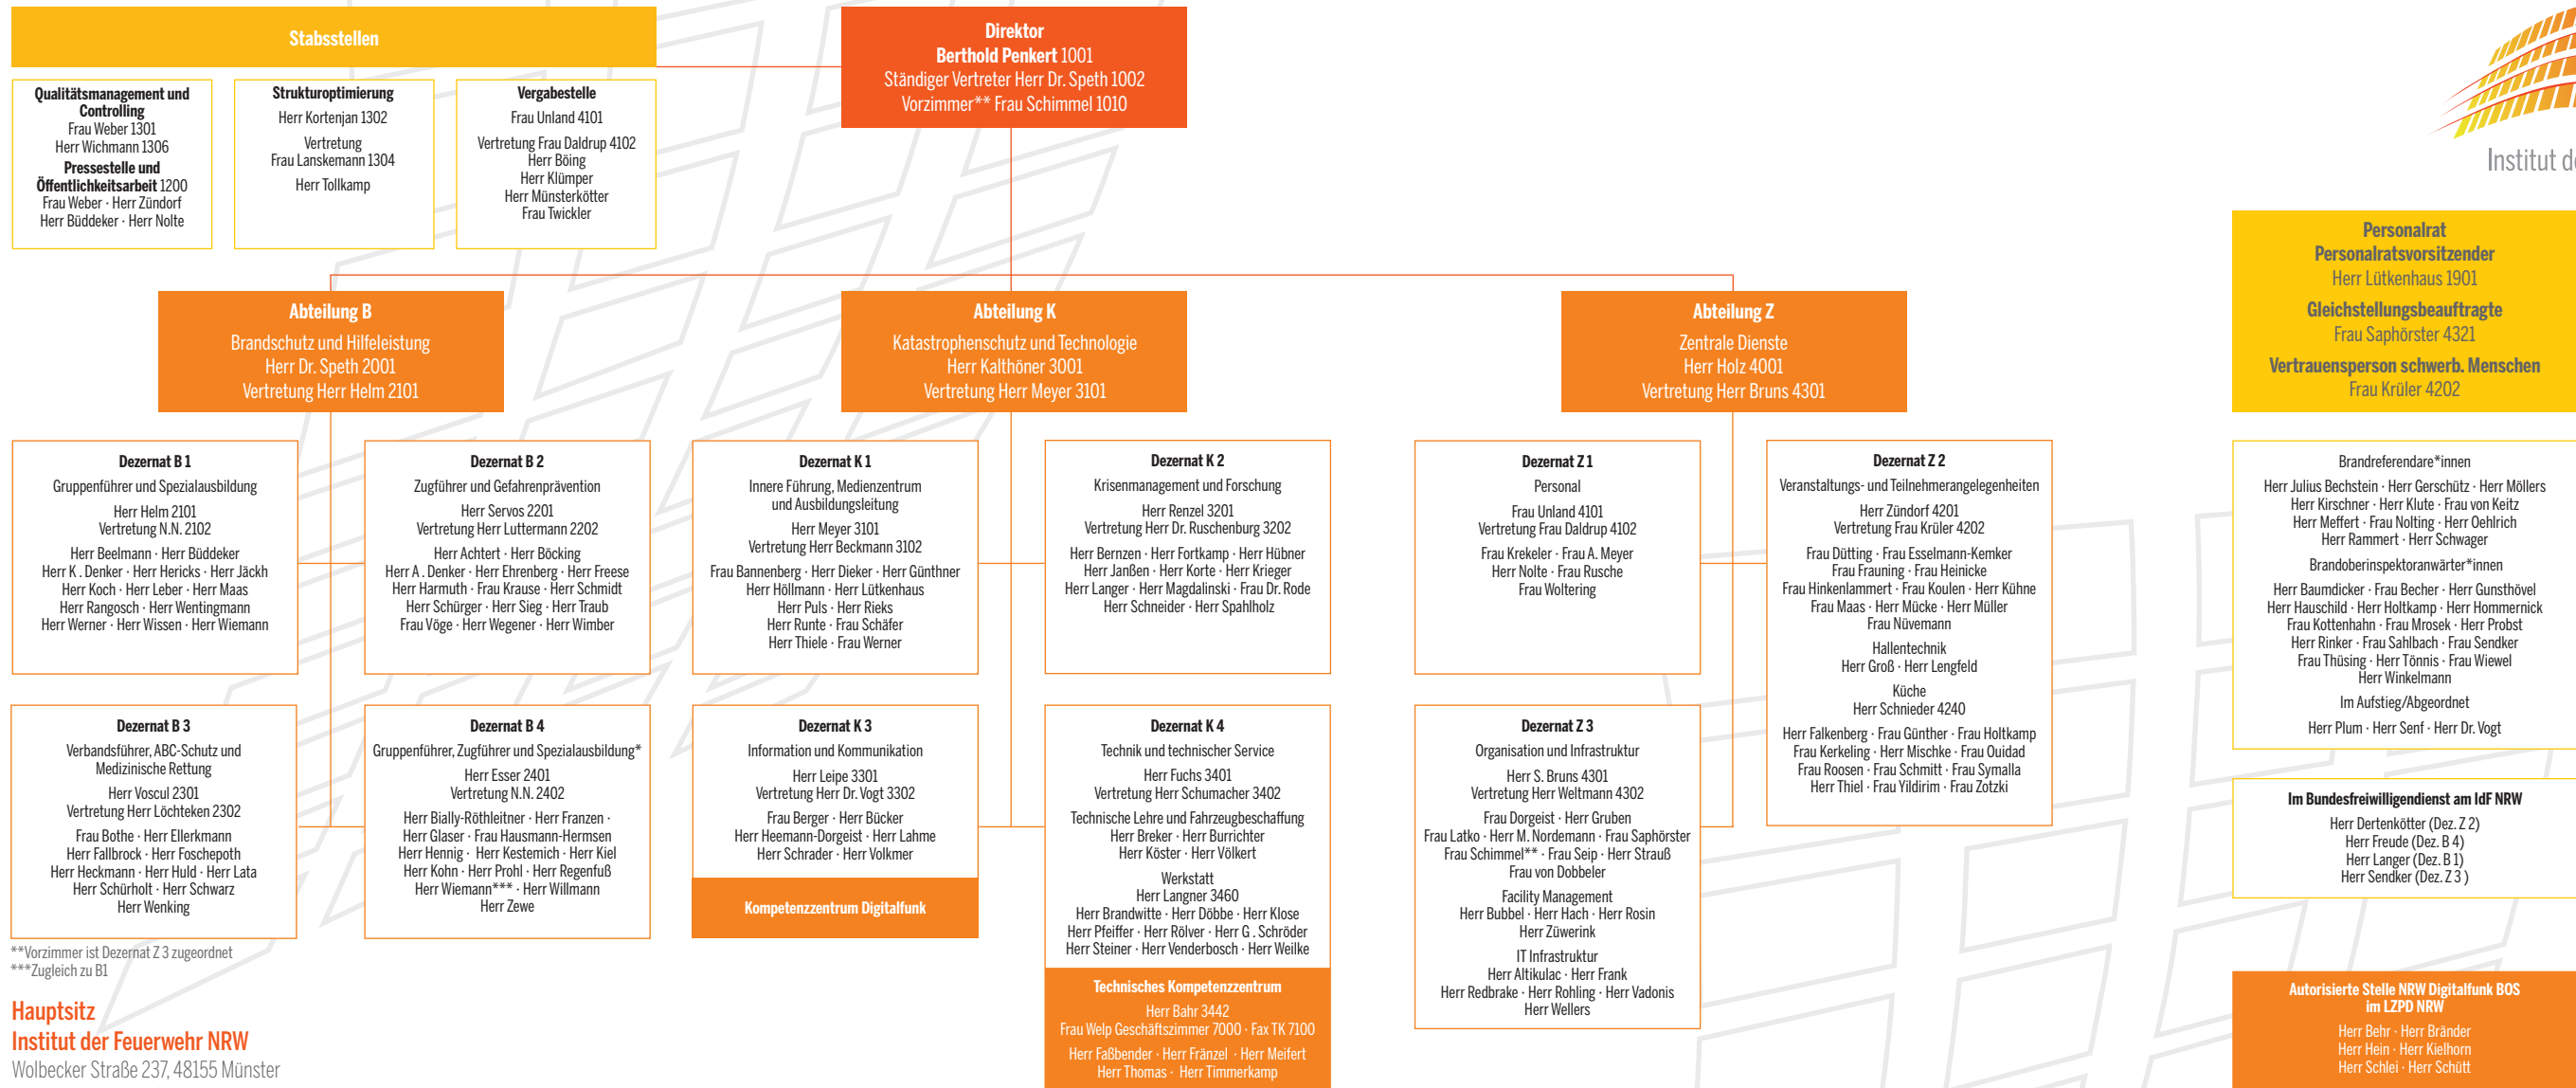 Stabsstellen
Qualitätsmanagement und
Controlling
Frau Weber 1301
Herr Wichmann 1306
Pressestelle und
Öffentlichkeitsarbeit 1200
Frau Weber · Herr Zündorf
Herr Büddeker · Herr Nolte
Strukturoptimierung
Herr Kortenjan 1302
Vertretung
Frau Lanskemann 1304
Herr Tollkamp
Vergabestelle
Frau Unland 4101
Vertretung Frau Daldrup 4102
Herr Böing
Herr Klümper
Herr Münsterkötter
Frau Twickler
Direktor
Berthold Penkert 1001
Ständiger Vertreter Herr Dr. Speth 1002
Vorzimmer** Frau Schimmel 1010
Institut de
Personalrat
Personalratsvorsitzender
Herr Lütkenhaus 1901
Gleichstellungsbeauftragte
Frau Saphörster 4321
Vertrauensperson schwerb. Menschen
Frau Krüler 4202
Abteilung B
Brandschutz und Hilfeleistung
Herr Dr. Speth 2001
Vertretung Herr Helm 2101
Abteilung K
Katastrophenschutz und Technologie
Herr Kalthöner 3001
Vertretung Herr Meyer 3101
Abteilung Z
Zentrale Dienste
Herr Holz 4001
Vertretung Herr Bruns 4301
Dezernat B 1
Gruppenführer und Spezialausbildung
Herr Helm 2101
Vertretung N.N. 2102
Herr Beelmann · Herr Büddeker
Herr K . Denker · Herr Hericks · Herr Jäckh
Herr Koch · Herr Leber · Herr Maas
Herr Rangosch · Herr Wentingmann
Herr Werner · Herr Wissen · Herr Wiemann
Dezernat B 2
Zugführer und Gefahrenprävention
Herr Servos 2201
Vertretung Herr Luttermann 2202
Herr Achtert · Herr Böcking
Herr A . Denker · Herr Ehrenberg · Herr Freese
Herr Harmuth · Frau Krause · Herr Schmidt
Herr Schürger · Herr Sieg · Herr Traub
Frau Vöge · Herr Wegener · Herr Wimber
Dezernat K 1
Innere Führung, Medienzentrum
und Ausbildungsleitung
Herr Meyer 3101
Vertretung Herr Beckmann 3102
Frau Bannenberg · Herr Dieker · Herr Günthner
Herr Höllmann · Herr Lütkenhaus
Herr Puls · Herr Rieks
Herr Runte · Frau Schäfer
Herr Thiele · Frau Werner
Dezernat K 2
Krisenmanagement und Forschung
Herr Renzel 3201
Vertretung Herr Dr. Ruschenburg 3202
Herr Bernzen · Herr Fortkamp · Herr Hübner
Herr Janßen · Herr Korte · Herr Krieger
Herr Langer · Herr Magdalinski · Frau Dr. Rode
Herr Schneider · Herr Spahlholz
Dezernat Z 1
Personal
Frau Unland 4101
Vertretung Frau Daldrup 4102
Frau Krekeler · Frau A. Meyer
Herr Nolte · Frau Rusche
Frau Woltering
Dezernat Z 2
Veranstaltungs- und Teilnehmerangelegenheiten
Herr Zündorf 4201
Vertretung Frau Krüler 4202
Frau Dütting · Frau Esselmann-Kemker
Frau Frauning · Frau Heinicke
Frau Hinkenlammert · Frau Koulen · Herr Kühne
Frau Maas · Herr Mücke · Herr Müller
Frau Nüvemann
Hallentechnik
Herr Groß · Herr Lengfeld
Küche
Herr Schnieder 4240
Herr Falkenberg · Frau Günther · Frau Holtkamp
Frau Kerkeling · Herr Mischke · Frau Ouidad
Frau Roosen · Frau Schmitt · Frau Symalla
Herr Thiel · Frau Yildirim · Frau Zotzki
Brandreferendare*innen
Herr Julius Bechstein · Herr Gerschütz · Herr Möllers
Herr Kirschner · Herr Klute · Frau von Keitz
Herr Meffert · Frau Nolting · Herr Oehlrich
Herr Rammert · Herr Schwager
Brandoberinspektoranwärter*innen
Herr Baumdicker · Frau Becher · Herr Gunsthövel
Herr Hauschild · Herr Holtkamp · Herr Hommernick
Frau Kottenhahn · Frau Mrosek · Herr Probst
Herr Rinker · Frau Sahlbach · Frau Sendker
Frau Thüsing · Herr Tönnis · Frau Wiewel
Herr Winkelmann
Im Aufstieg/Abgeordnet
Herr Plum · Herr Senf · Herr Dr. Vogt
Dezernat B 3
Verbandsführer, ABC-Schutz und
Medizinische Rettung
Herr Voscul 2301
Vertretung Herr Löchteken 2302
Frau Bothe · Herr Ellerkmann
Herr Fallbrock · Herr Foschepoth
Herr Heckmann · Herr Huld · Herr Lata
Herr Schürholt · Herr Schwarz
Herr Wenking
Dezernat B 4
Gruppenführer, Zugführer und Spezialausbildung*
Herr Esser 2401
Vertretung N.N. 2402
Herr Bially-Röthleitner · Herr Franzen ·
Herr Glaser · Frau Hausmann-Hermsen
Herr Hennig · Herr Kestemich · Herr Kiel
Herr Kohn · Herr Prohl · Herr Regenfuß
Herr Wiemann*** · Herr Willmann
Herr Zewe
Dezernat K 3
Information und Kommunikation
Herr Leipe 3301
Vertretung Herr Dr. Vogt 3302
Frau Berger · Herr Bücker
Herr Heemann-Dorgeist · Herr Lahme
Herr Schrader · Herr Volkmer
Kompetenzzentrum Digitalfunk
Dezernat K 4
Technik und technischer Service
Herr Fuchs 3401
Vertretung Herr Schumacher 3402
Technische Lehre und Fahrzeugbeschaffung
Herr Breker · Herr Burrichter
Herr Köster · Herr Völkert
Werkstatt
Herr Langner 3460
Herr Brandwitte · Herr Döbbe · Herr Klose
Herr Pfeiffer · Herr Rölver · Herr G . Schröder
Herr Steiner · Herr Venderbosch · Herr Weilke
Technisches Kompetenzzentrum
Herr Bahr 3442
Frau Welp Geschäftszimmer 7000 · Fax TK 7100
Herr Faßbender · Herr Fränzel · Herr Meifert
Herr Thomas · Herr Timmerkamp
Dezernat Z 3
Organisation und Infrastruktur
Herr S. Bruns 4301
Vertretung Herr Weltmann 4302
Frau Dorgeist · Herr Gruben
Frau Latko · Herr M. Nordemann · Frau Saphörster
Frau Schimmel** · Frau Seip · Herr Strauß
Frau von Dobbeler
Facility Management
Herr Bubbel · Herr Hach · Herr Rosin
Herr Züwerink
IT Infrastruktur
Herr Altikulac · Herr Frank
Herr Redbrake · Herr Rohling · Herr Vadonis
Herr Wellers
Im Bundesfreiwilligendienst am IdF NRW
Herr Dertenkötter (Dez. Z 2)
Herr Freude (Dez. B 4)
Herr Langer (Dez. B 1)
Herr Sendker (Dez. Z 3 )
Autorisierte Stelle NRW Digitalfunk BOS
im LZPD NRW
Herr Behr · Herr Bränder
Herr Hein · Herr Kielhorn
Herr Schlei · Herr Schütt
**Vorzimmer ist Dezernat Z 3 zugeordnet
***Zugleich zu B1
Hauptsitz
Institut der Feuerwehr NRW
Wolbecker Straße 237, 48155 Münster